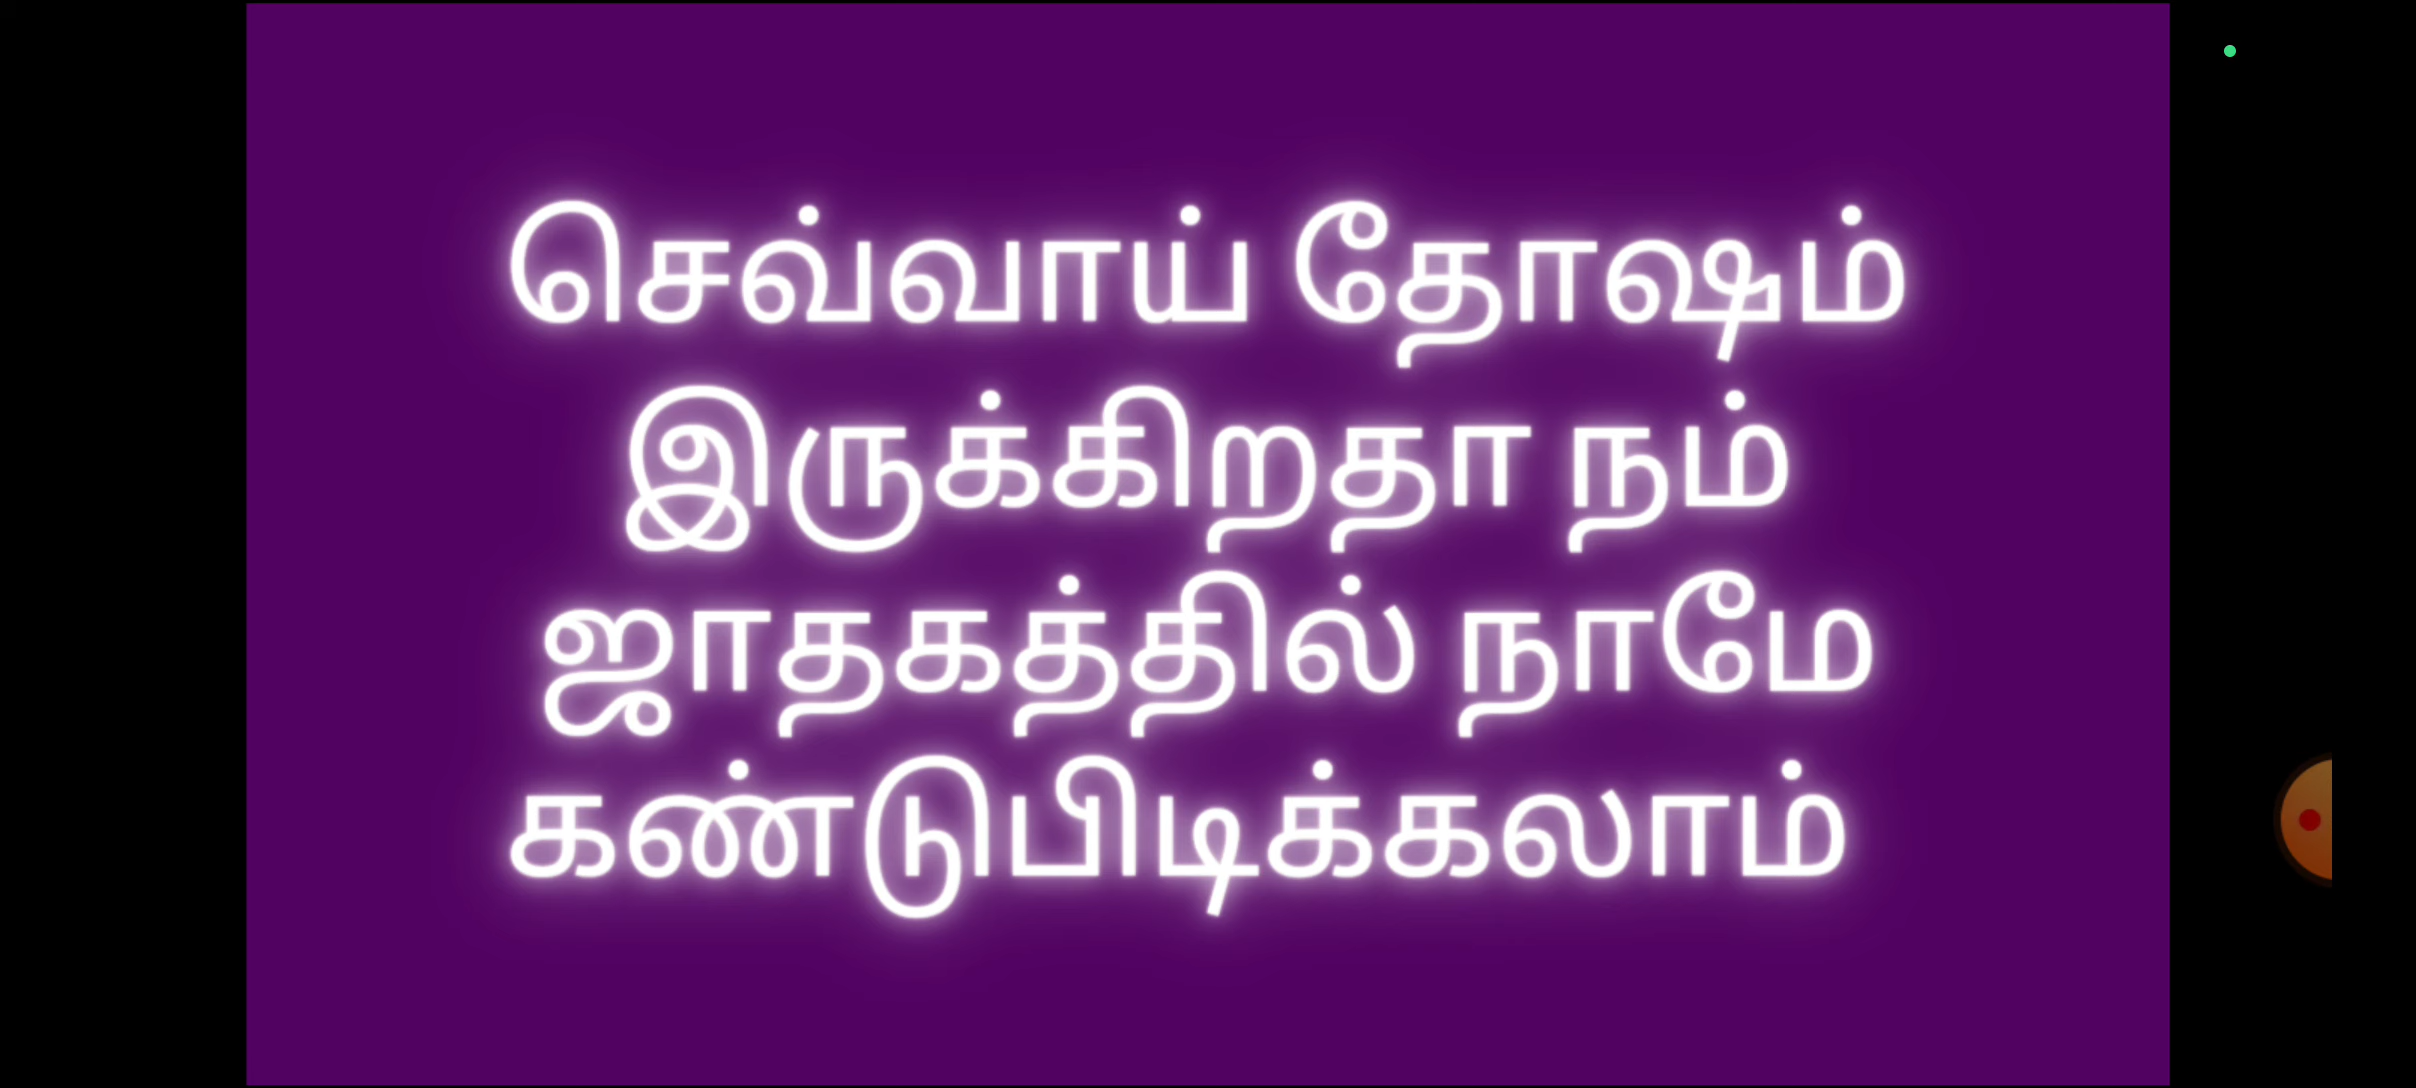 செவ்வாய் தோஷம்
இருக்கிறதா நம்
ஜாதகத்தில் நாமே
கண்டுபிடிக்கலாம்